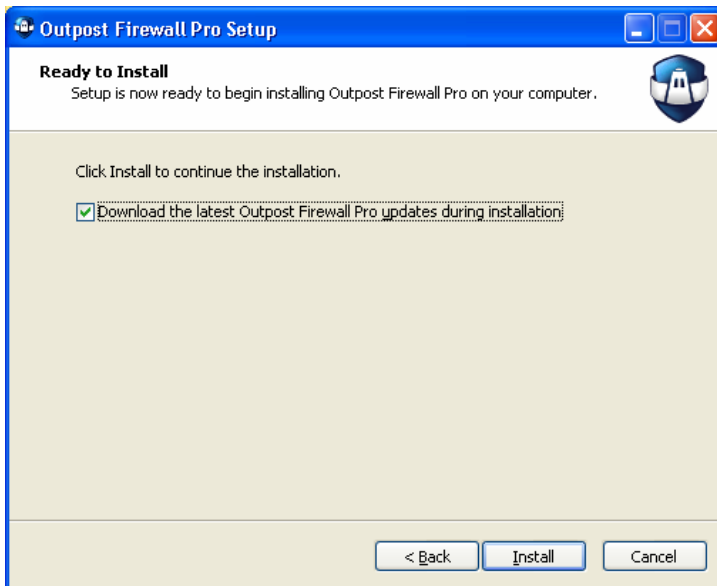 Outpost Firewall Pro Setup
Ready to Install
Setup is now ready to begin installing Outpost Firewall Pro on your computer.
Click Install to continue the installation.
Download the latest Outpost Firewall Pro updates during installation
< Back Install Cancel